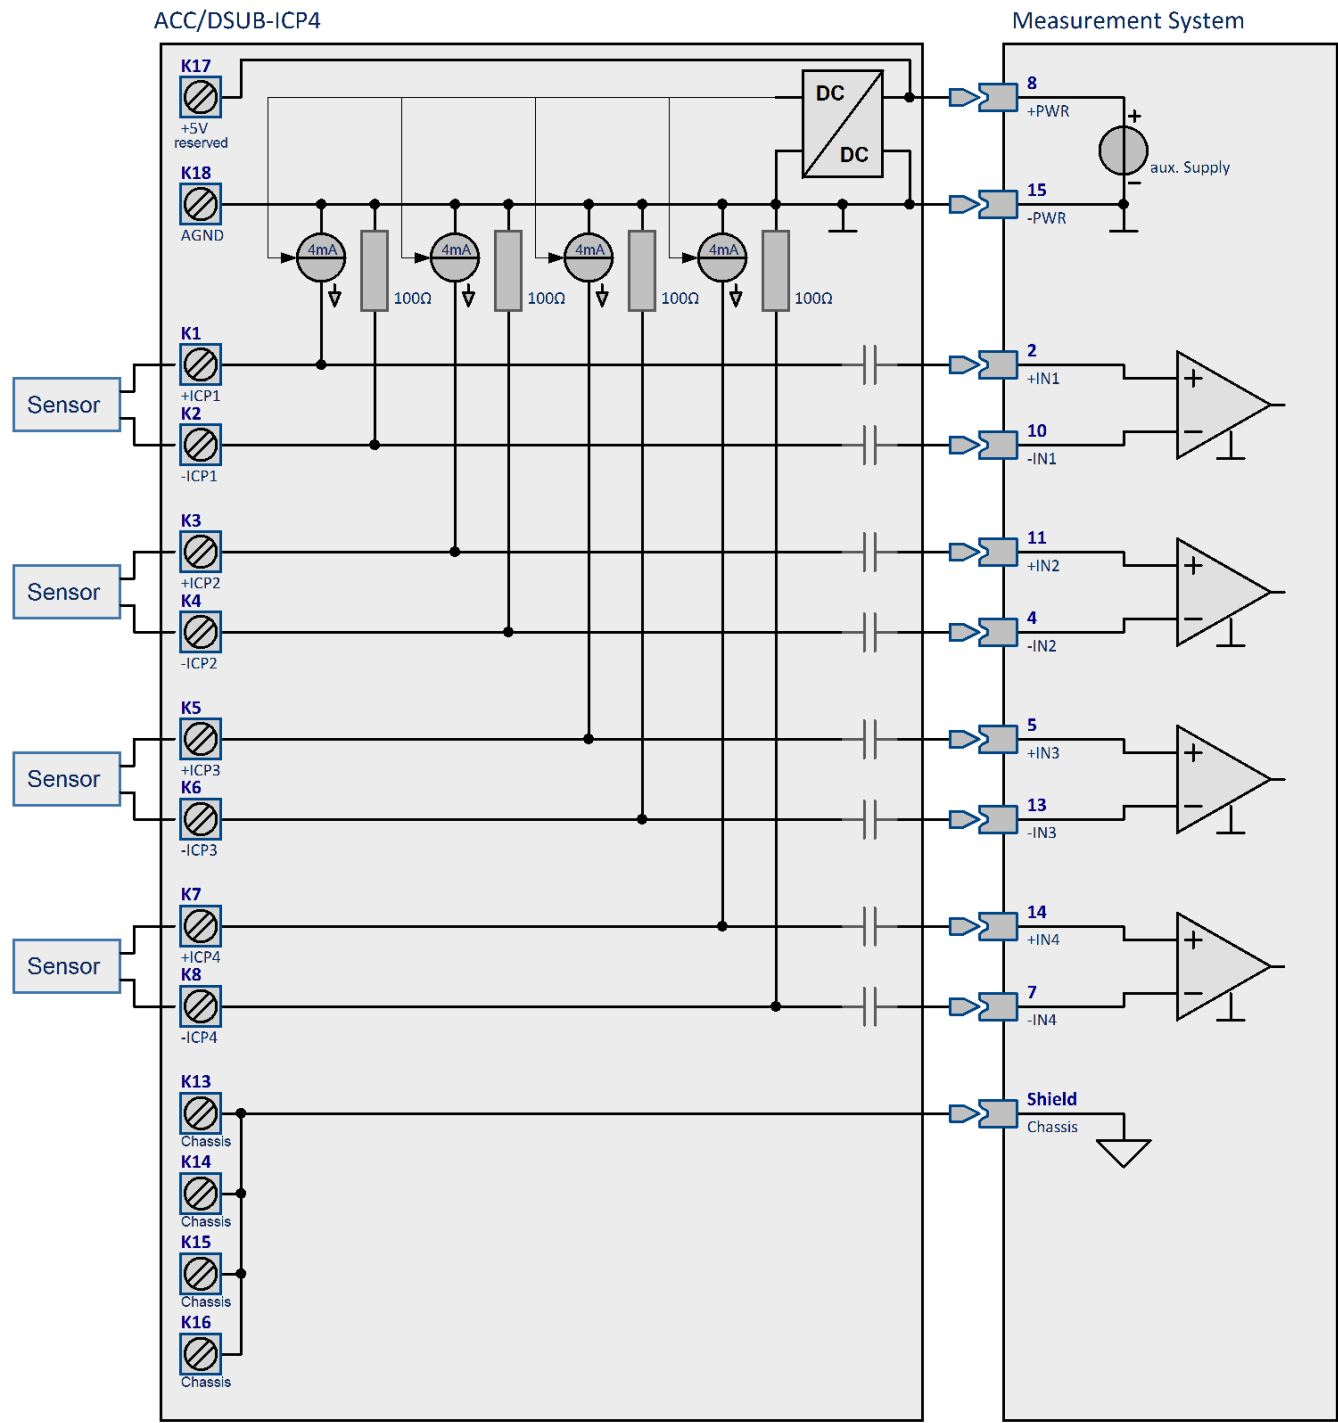 ACC/DSUB-ICP4
Measurement System
K17
+5V
reserved
DC
DC
8
+PWR
+
aux. Supply
−
K18
AGND
15
-PWR
4mA
4mA
4mA
4mA
100Ω
100Ω
100Ω
100Ω
K1
+ICP1
2
+IN1
+
Sensor
K2
-ICP1
10
-IN1
−
K3
+ICP2
11
+IN2
+
Sensor
K4
-ICP2
4
-IN2
−
K5
+ICP3
5
+IN3
+
Sensor
K6
-ICP3
13
-IN3
−
K7
+ICP4
14
+IN4
+
Sensor
K8
-ICP4
7
-IN4
−
K13
Chassis
Shield
Chassis
K14
Chassis
K15
Chassis
K16
Chassis